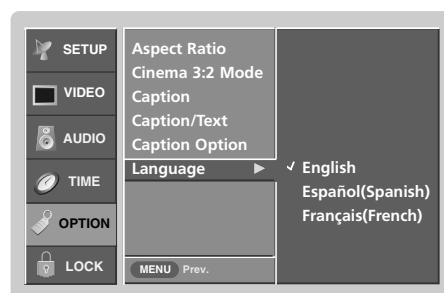 SETUP
VIDEO
AUDIO
TIME
OPTION
LOCK
Aspect Ratio
Cinema 3:2 Mode
Caption
Caption/Text
Caption Option
Language
MENU Prev.
English
Español(Spanish)
Français(French)